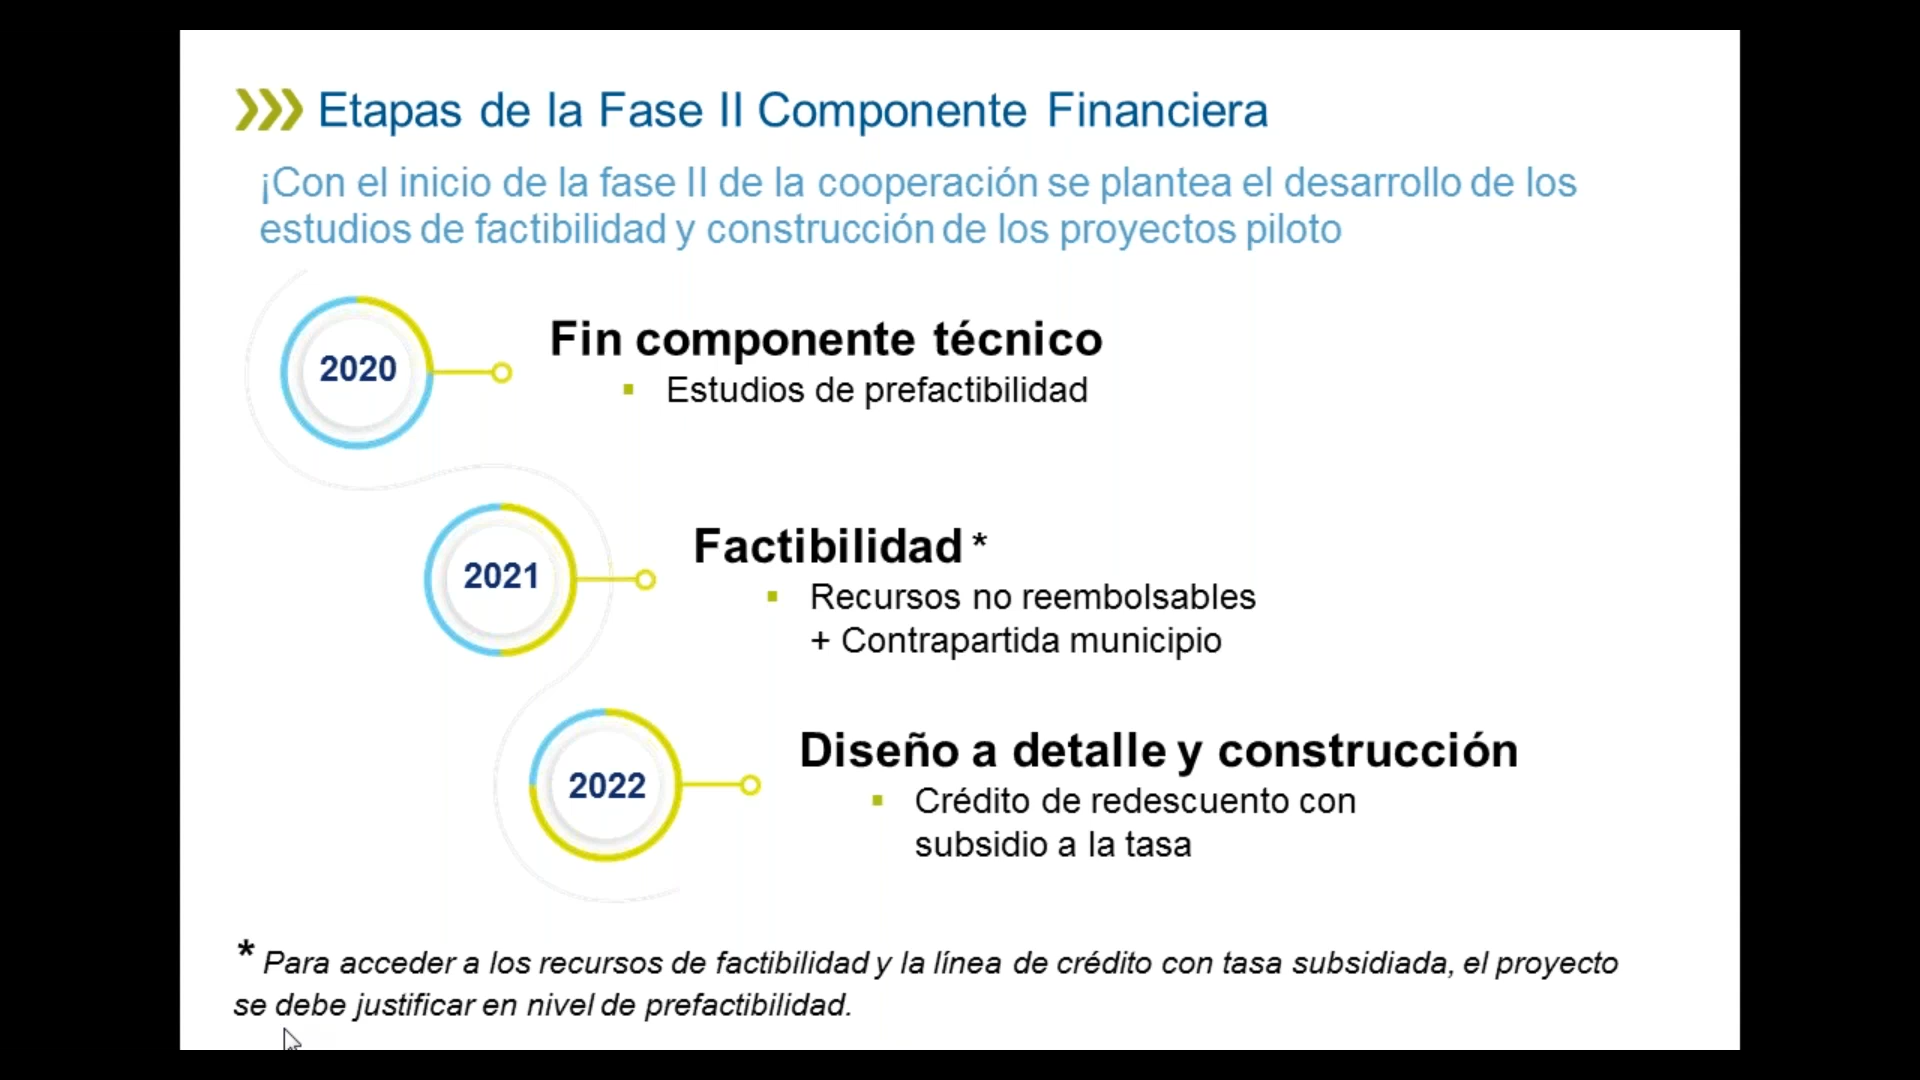 Etapas de la Fase II Componente Financiera
¡Con el inicio de la fase II de la cooperación se plantea el desarrollo de los
estudios de factibilidad y construcción de los proyectos piloto
2020
Fin componente técnico
Estudios de prefactibilidad
2021
Factibilidad *
Recursos no reembolsables
+ Contrapartida municipio
2022
Diseño a detalle y construcción
Crédito de redescuento con
subsidio a la tasa
* Para acceder a los recursos de factibilidad y la línea de crédito con tasa subsidiada, el proyecto
se debe justificar en nivel de prefactibilidad.